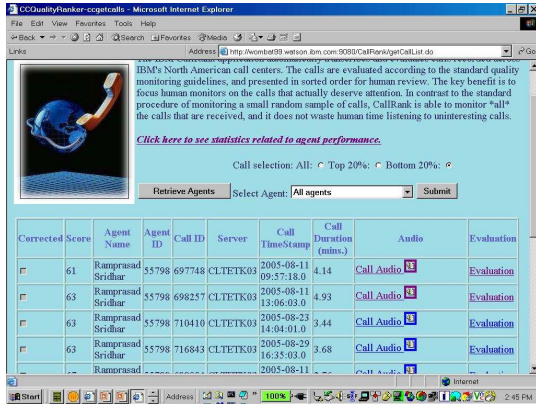 CCQualityRanker-ccgetcalls - Microsoft Internet Explorer
File Edit View Favorites Tools Help
Back Search Favorites Media
Links Address http://wombat99.watson.ibm.com:9080/CallRank/getCallList.do Go
IBM's North American call centers. The calls are evaluated according to the standard quality
monitoring guidelines, and presented in sorted order for human review. The key benefit is to
focus human monitors on the calls that actually deserve attention. In contrast to the standard
procedure of monitoring a small random sample of calls, CallRank is able to monitor *all*
the calls that are received, and it does not waste human time listening to uninteresting calls.
Click here to see statistics related to agent performance.
Call selection: All: Top 20%: Bottom 20%:
Retrieve Agents Select Agent: All agents Submit
Corrected Score Agent Name Agent ID Call ID Server Call TimeStamp Call Duration (mins.) Audio Evaluation
61 Ramprasad Sridhar 55798 697748 CLTETK03 2005-08-11 09:57:18.0 4.14 Call Audio Evaluation
63 Ramprasad Sridhar 55798 698257 CLTETK03 2005-08-11 13:06:03.0 4.93 Call Audio Evaluation
63 Ramprasad Sridhar 55798 710410 CLTETK03 2005-08-23 14:04:01.0 3.44 Call Audio Evaluation
63 Ramprasad Sridhar 55798 716843 CLTETK03 2005-08-29 16:35:03.0 3.68 Call Audio Evaluation
Ramprasad 2005-08-11
Internet
Start Address 100% 2:45 PM